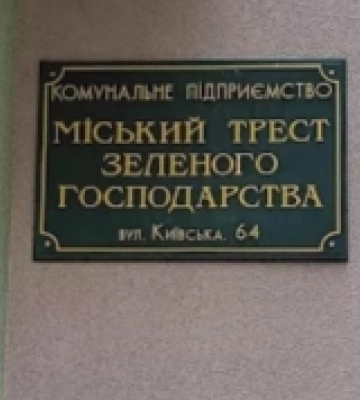 КОМУНАЛЬНЕ ПІДПРИЄМСТВО
МІСЬКИЙ ТРЕСТ
ЗЕЛЕНОГО
ГОСПОДАРСТВА
ВУЛ. КИЇВСЬКА, 64